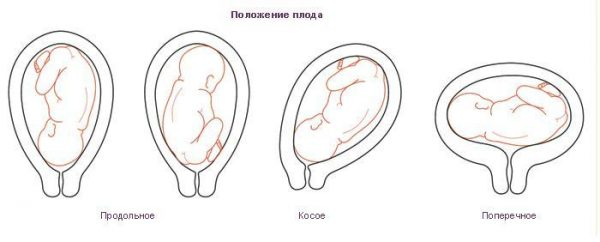 Положение плода
Продольное
Косое
Поперечное